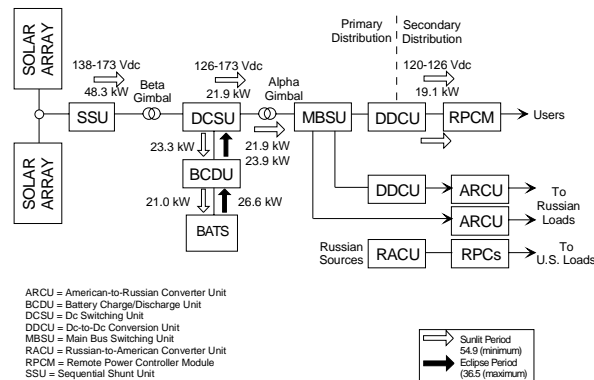 SOLAR
ARRAY
SOLAR
ARRAY
138-173 Vdc
48.3 kW
SSU
Beta
Gimbal
126-173 Vdc
21.9 kW
DCSU
Alpha
Gimbal
21.9 kW
23.3 kW
23.9 kW
BCDU
21.0 kW
26.6 kW
BATS
MBSU
Primary
Distribution
Secondary
Distribution
120-126 Vdc
19.1 kW
DDCU
RPCM
Users
DDCU
ARCU
ARCU
To
Russian
Loads
Russian
Sources
RACU
RPCs
To
U.S. Loads
ARCU = American-to-Russian Converter Unit
BCDU = Battery Charge/Discharge Unit
DCSU = Dc Switching Unit
DDCU = Dc-to-Dc Conversion Unit
MBSU = Main Bus Switching Unit
RACU = Russian-to-American Converter Unit
RPCM = Remote Power Controller Module
SSU = Sequential Shunt Unit
Sunlit Period
54.9 (minimum)
Eclipse Period
(36.5 (maximum)